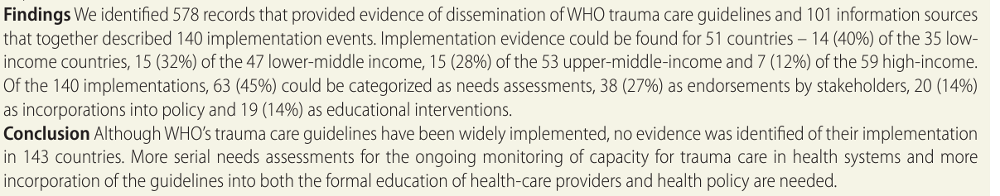 Findings We identified 578 records that provided evidence of dissemination of WHO trauma care guidelines and 101 information sources
that together described 140 implementation events. Implementation evidence could be found for 51 countries – 14 (40%) of the 35 low-
income countries, 15 (32%) of the 47 lower-middle income, 15 (28%) of the 53 upper-middle-income and 7 (12%) of the 59 high-income.
Of the 140 implementations, 63 (45%) could be categorized as needs assessments, 38 (27%) as endorsements by stakeholders, 20 (14%)
as incorporations into policy and 19 (14%) as educational interventions.
Conclusion Although WHO's trauma care guidelines have been widely implemented, no evidence was identified of their implementation
in 143 countries. More serial needs assessments for the ongoing monitoring of capacity for trauma care in health systems and more
incorporation of the guidelines into both the formal education of health-care providers and health policy are needed.